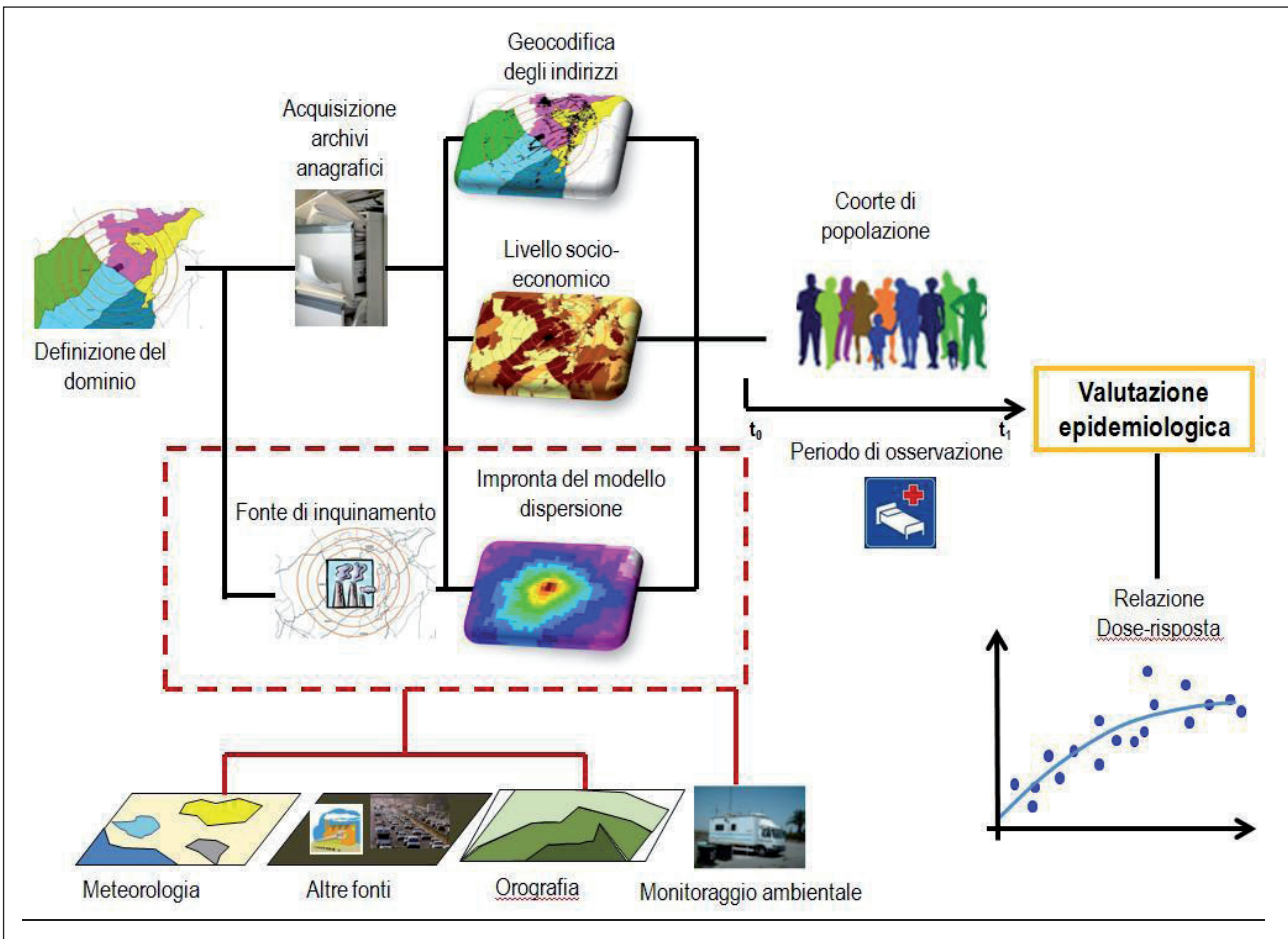 Geocodifica
degli indirizzi
Acquisizione
archivi
anagrafici
Definizione del
dominio
Livello socio-
economico
Coorte di
popolazione
t0
t1
Periodo di osservazione
Valutazione
epidemiologica
Fonte di inquinamento
Impronta del modello
dispersione
Relazione
Dose-risposta
Meteorologia
Altre fonti
Orografia
Monitoraggio ambientale